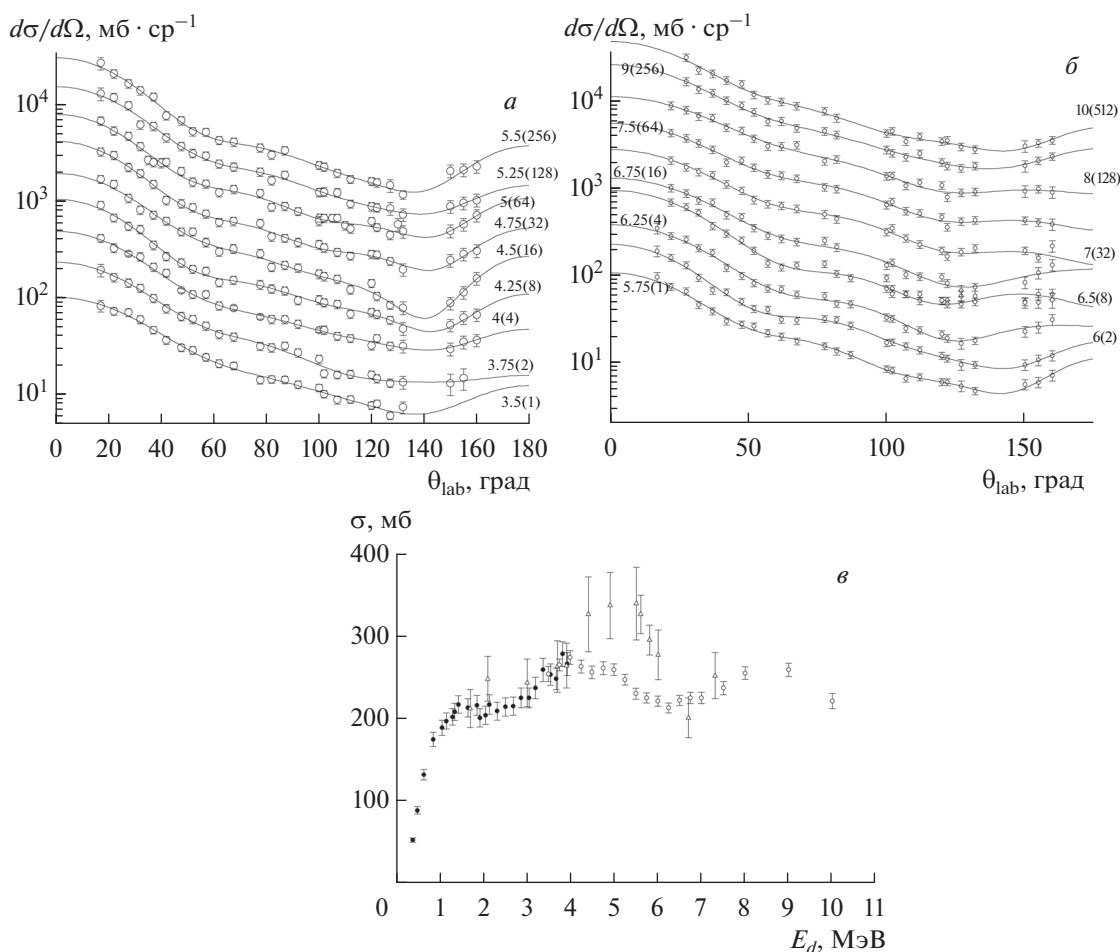 dσ/dΩ, мб · ср⁻¹
10⁴
10³
10²
10¹
0 20 40 60 80 100 120 140 160 180
θlab, град
а
5.5(256)
5.25(128)
5(64)
4.75(32)
4.5(16)
4.25(8)
4(4)
3.75(2)
3.5(1)
dσ/dΩ, мб · ср⁻¹
10⁴
10³
10²
10¹
0 50 100 150
θlab, град
б
9(256)
7.5(64)
6.75(16)
6.25(4)
5.75(1)
10(512)
8(128)
7(32)
6.5(8)
6(2)
σ, мб
400
300
200
100
в
0 1 2 3 4 5 6 7 8 9 10 11
Ed, МэВ